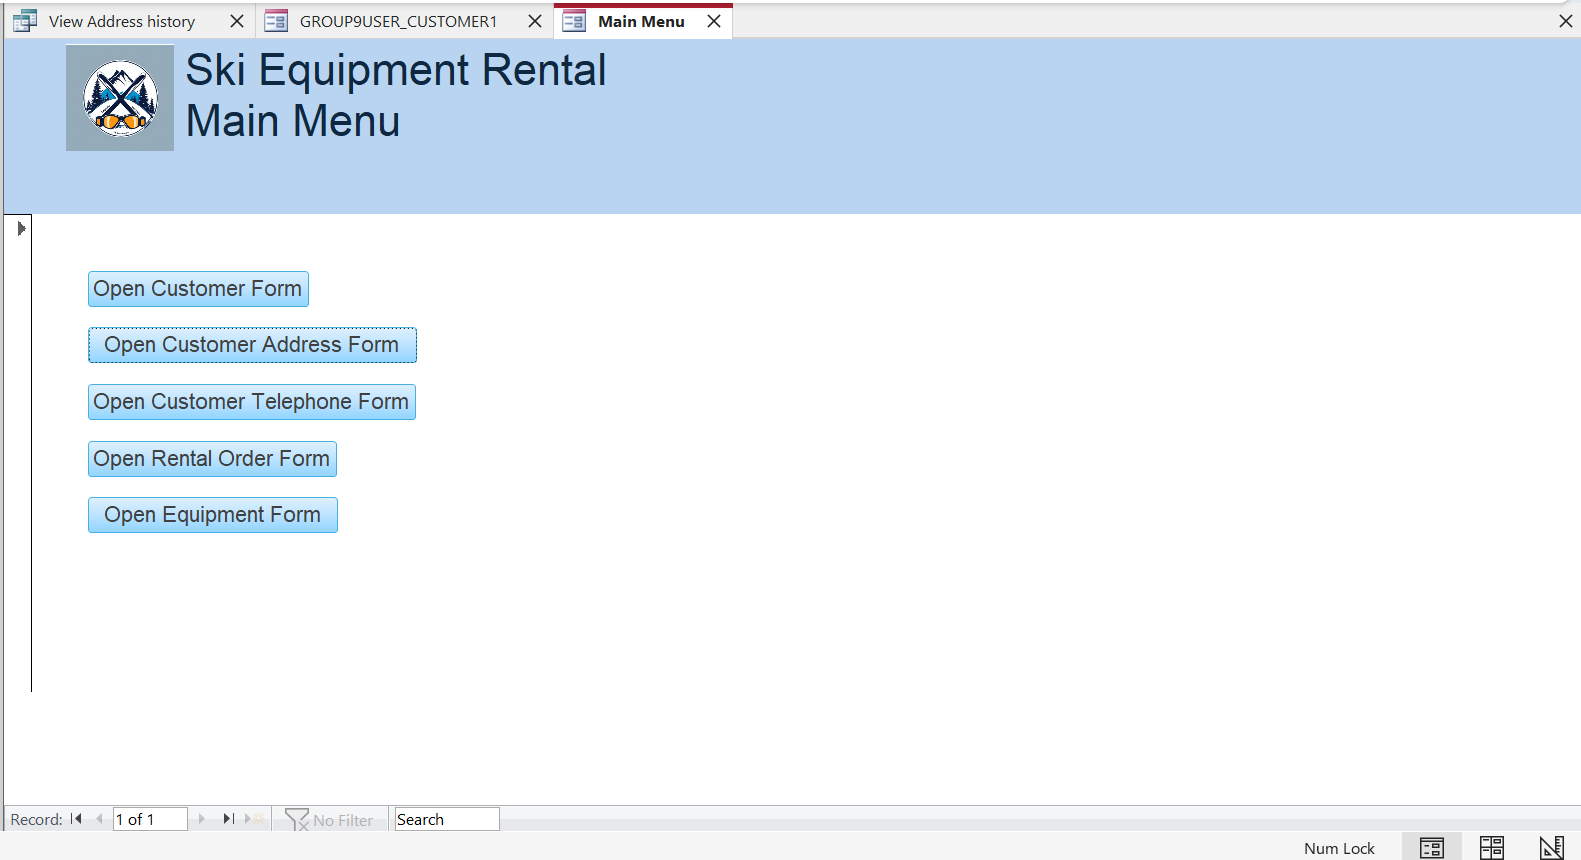 View Address history
GROUP9USER_CUSTOMER1
Main Menu
Ski Equipment Rental
Main Menu
Open Customer Form
Open Customer Address Form
Open Customer Telephone Form
Open Rental Order Form
Open Equipment Form
Record:
1 of 1
No Filter
Search
Num Lock